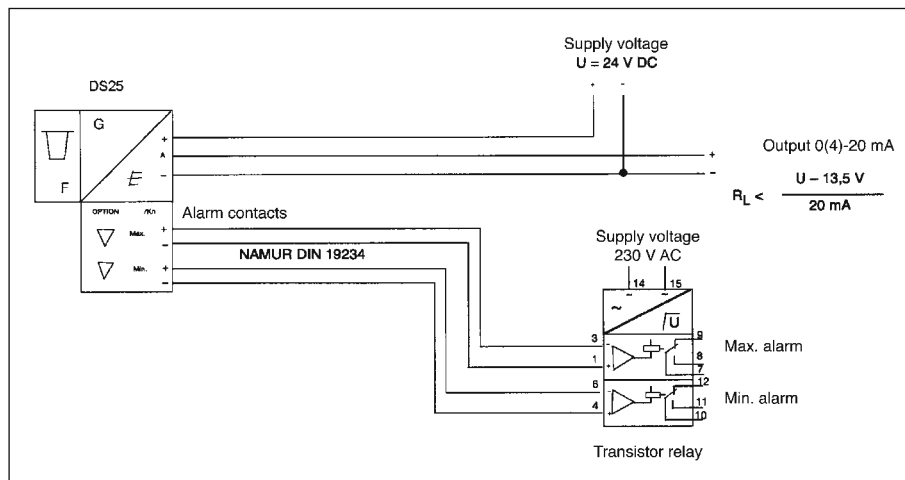 Supply voltage
U = 24 V DC
+ -
DS25
G
F
E
+
A
-
+
-
Output 0(4)-20 mA
R_L < U – 13,5 V
20 mA
OPTION
Max.
Min.
Alarm contacts
+
-
+
-
NAMUR DIN 19234
Supply voltage
230 V AC
~ 14 ~ 15
~
U
3 -
1 +
9
8
7
Max. alarm
6 -
4 +
12
11
10
Min. alarm
Transistor relay